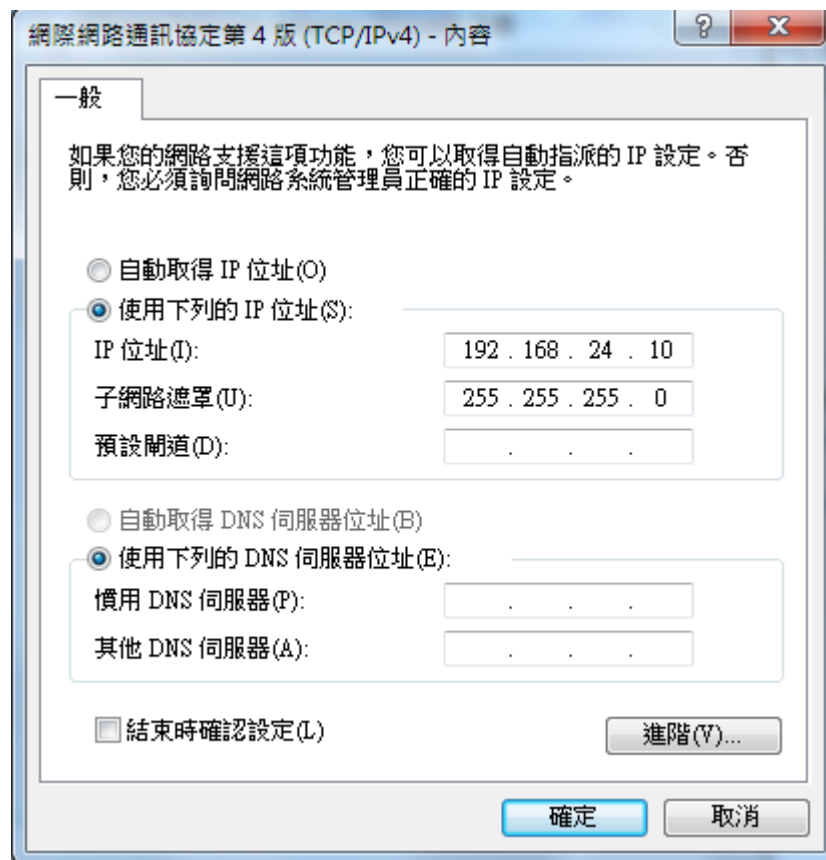 網際網路通訊協定第 4 版 (TCP/IPv4) - 內容
一般
如果您的網路支援這項功能，您可以取得自動指派的 IP 設定。否
則，您必須詢問網路系統管理員正確的 IP 設定。
自動取得 IP 位址(O)
使用下列的 IP 位址(S):
IP 位址(I): 192 . 168 . 24 . 10
子網路遮罩(U): 255 . 255 . 255 . 0
預設閘道(D): . . .
自動取得 DNS 伺服器位址(B)
使用下列的 DNS 伺服器位址(E):
慣用 DNS 伺服器(P): . . .
其他 DNS 伺服器(A): . . .
結束時確認設定(L)
進階(V)...
確定 取消